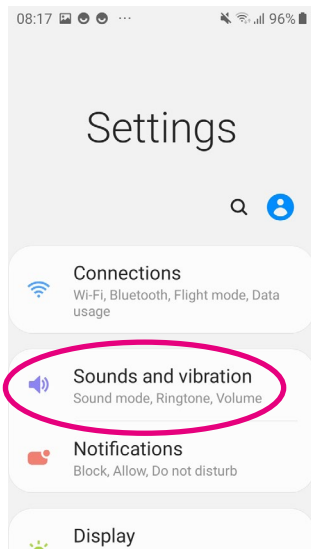 08:17 ... 96%
Settings
Connections
Wi-Fi, Bluetooth, Flight mode, Data
usage
Sounds and vibration
Sound mode, Ringtone, Volume
Notifications
Block, Allow, Do not disturb
Display